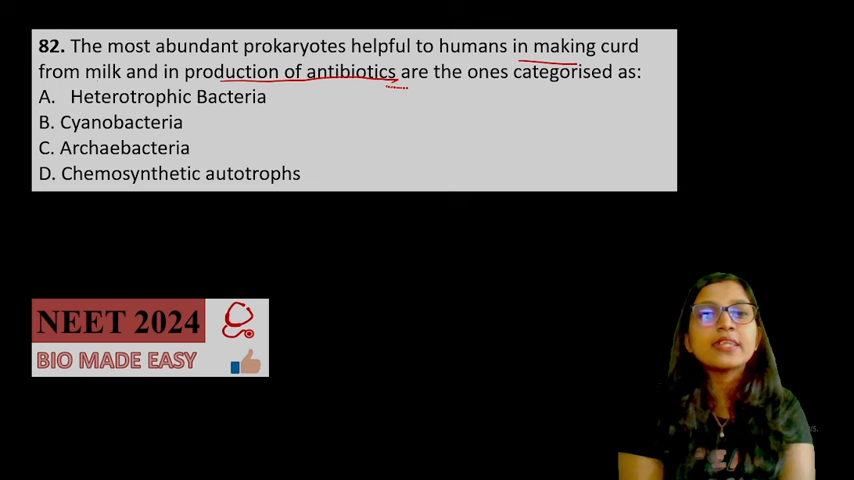 82. The most abundant prokaryotes helpful to humans in making curd
from milk and in production of antibiotics are the ones categorised as:
A. Heterotrophic Bacteria
B. Cyanobacteria
C. Archaebacteria
D. Chemosynthetic autotrophs
NEET 2024
BIO MADE EASY